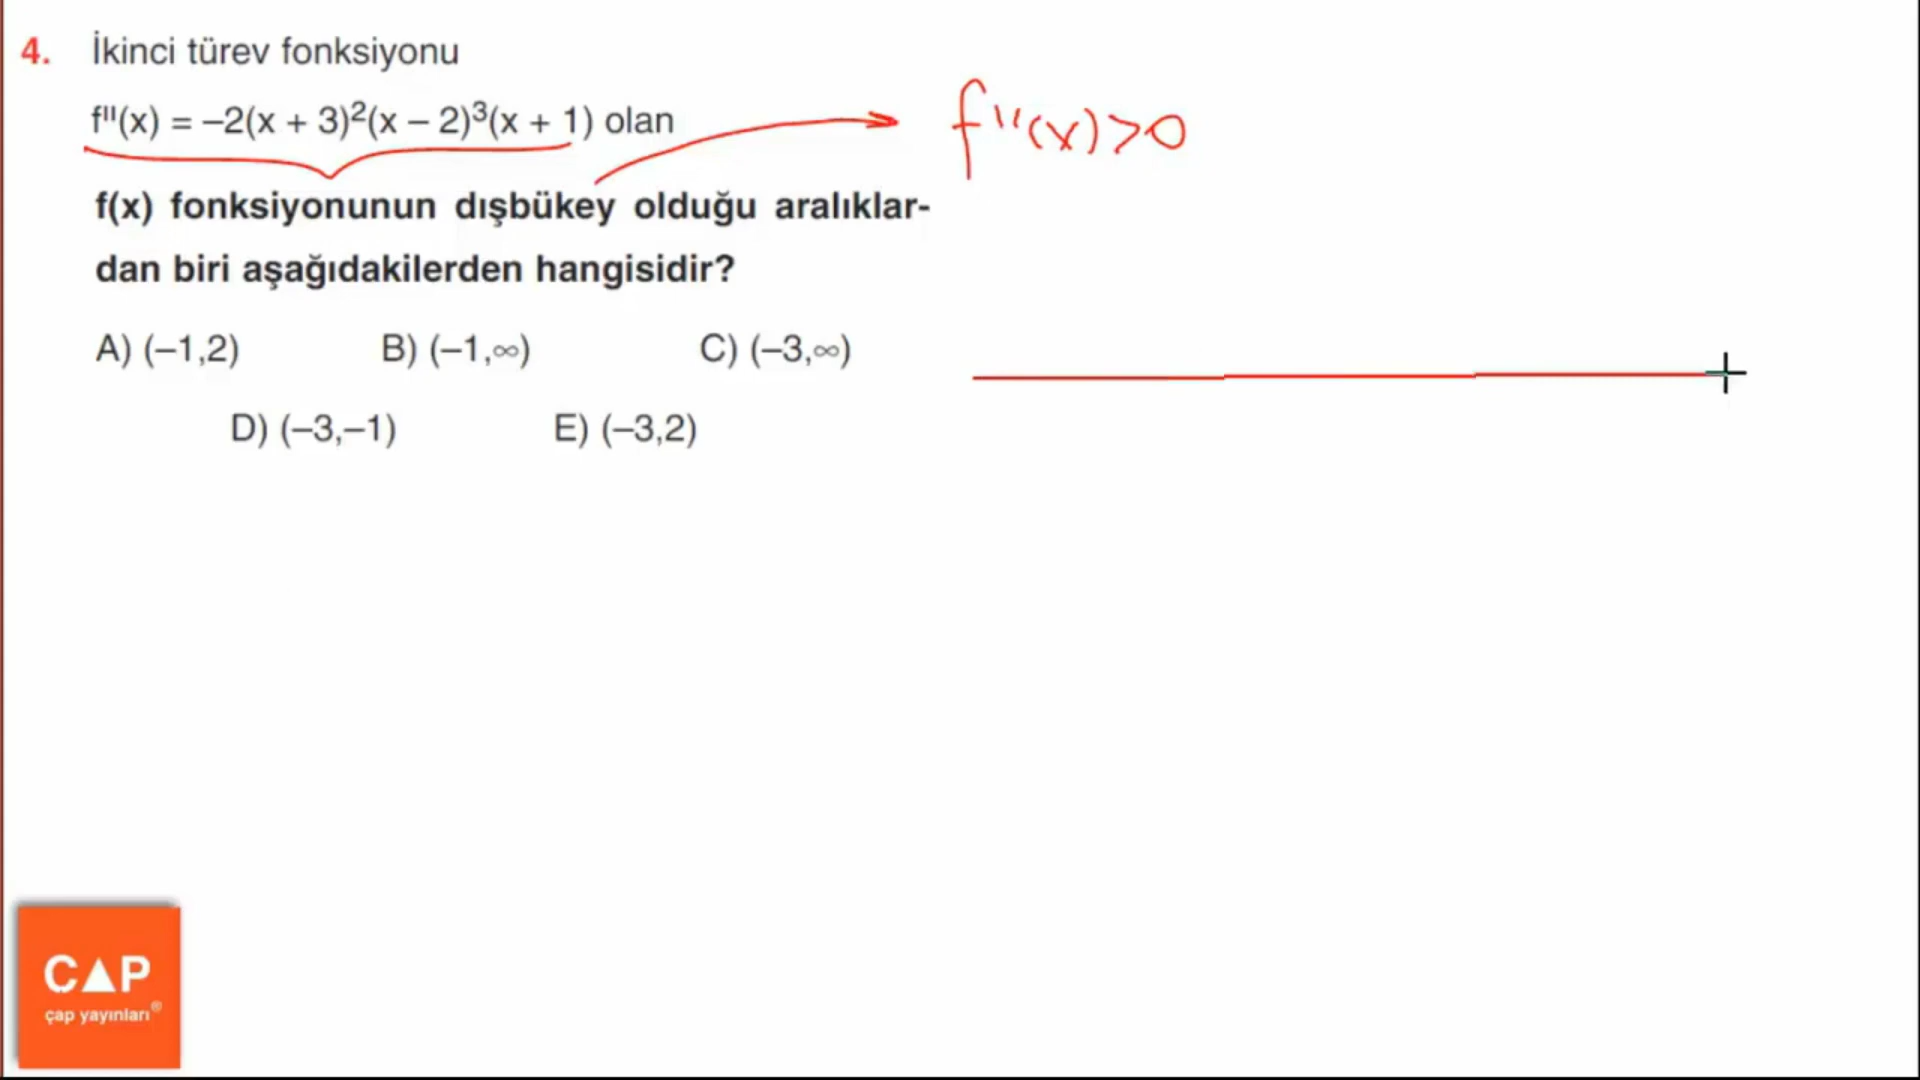 4. İkinci türev fonksiyonu
f''(x) = –2(x + 3)²(x – 2)³(x + 1) olan
f''(x)>0
f(x) fonksiyonunun dışbükey olduğu aralıklar-
dan biri aşağıdakilerden hangisidir?
A) (–1,2) B) (–1,∞) C) (–3,∞)
D) (–3,–1) E) (–3,2)
ÇAP
çap yayınları®